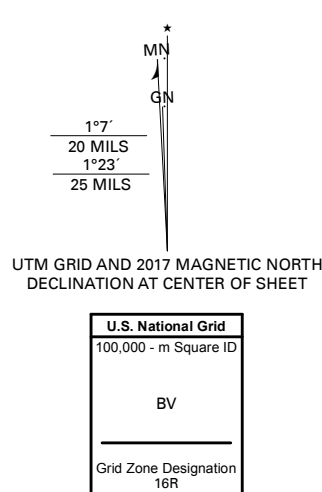 MN
GN
1°7´
20 MILS
1°23´
25 MILS
UTM GRID AND 2017 MAGNETIC NORTH
DECLINATION AT CENTER OF SHEET
U.S. National Grid
100,000 - m Square ID
BV
Grid Zone Designation
16R